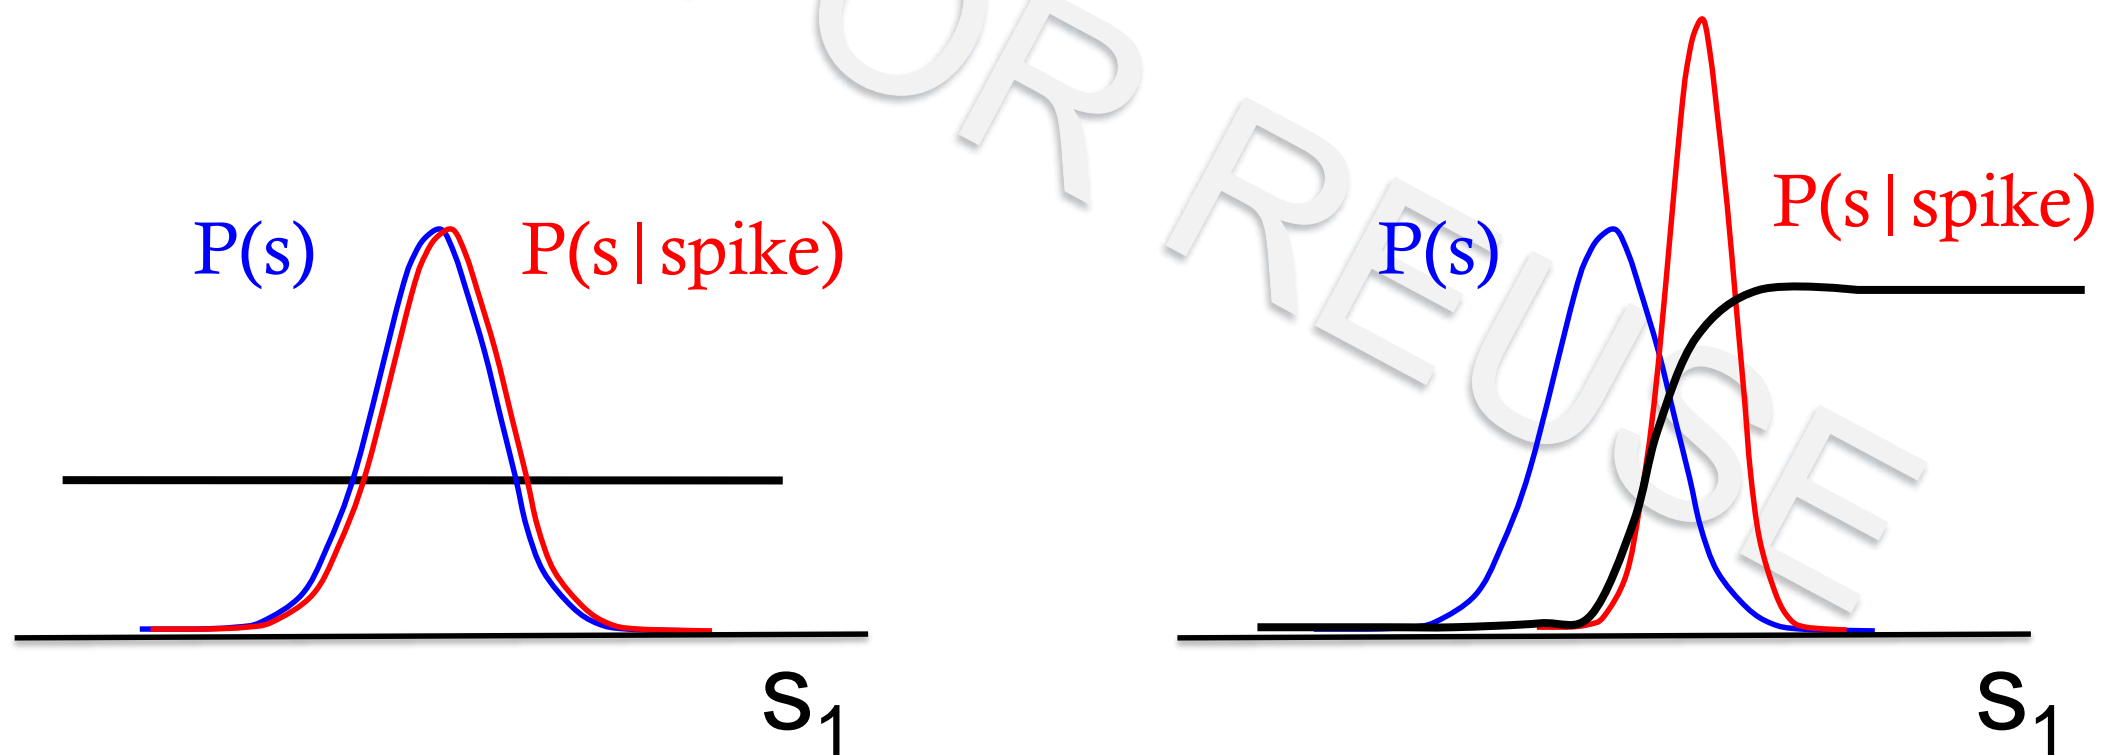 OR REUSE
P(s)
P(s|spike)
s1
P(s)
P(s|spike)
s1